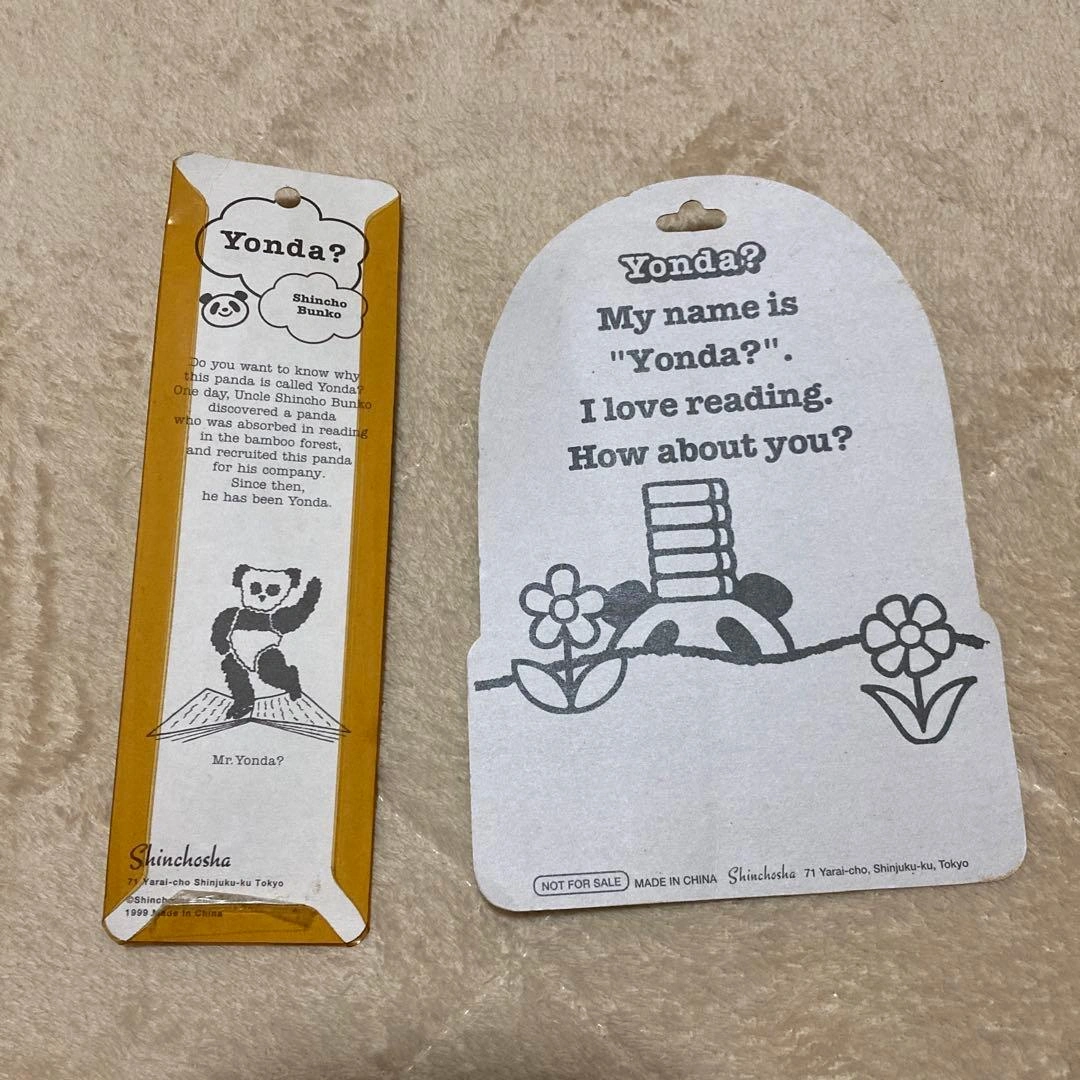 Yonda?
Shincho
Bunko
Do you want to know why
this panda is called Yonda?
One day, Uncle Shincho Bunko
discovered a panda
who was absorbed in reading
in the bamboo forest,
and recruited this panda
for his company.
Since then,
he has been Yonda.
Mr. Yonda?
Shinchosha
71 Yarai-cho Shinjuku-ku Tokyo
1999 Made in China
Yonda?
My name is
"Yonda?".
I love reading.
How about you?
NOT FOR SALE MADE IN CHINA Shinchosha 71 Yarai-cho, Shinjuku-ku, Tokyo